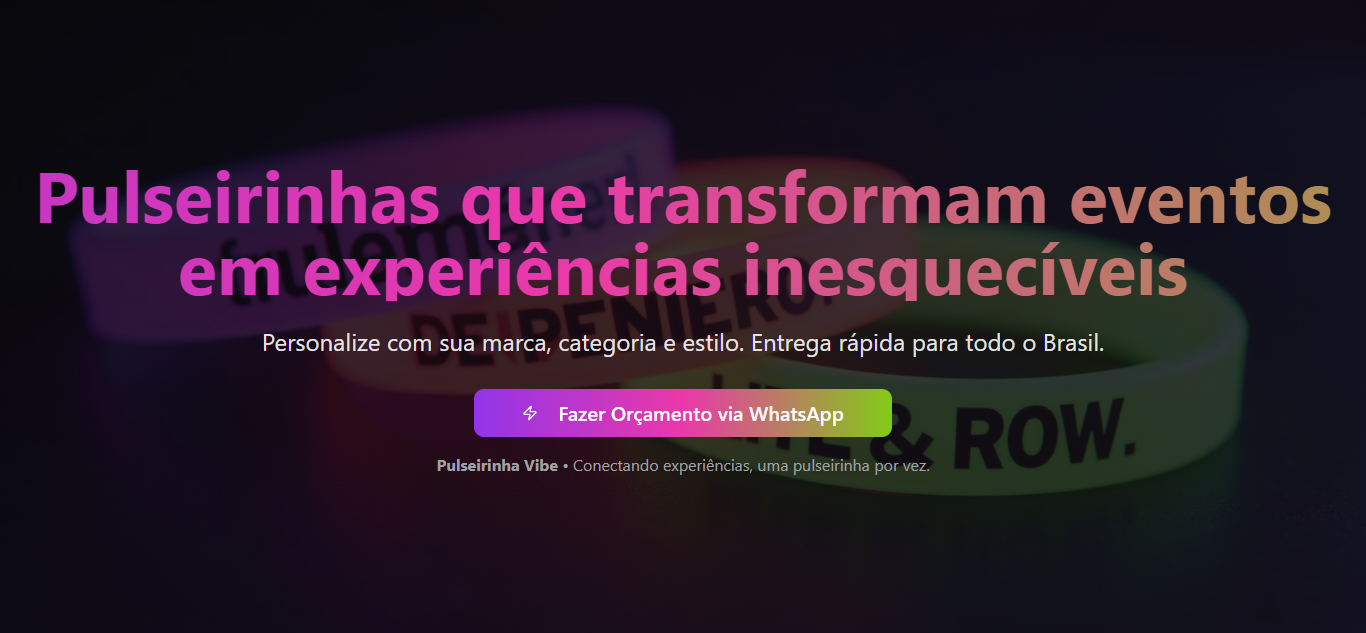 Pulseirinhas que transformam eventos
em experiências inesquecíveis
Personalize com sua marca, categoria e estilo. Entrega rápida para todo o Brasil.
Fazer Orçamento via WhatsApp
Pulseirinha Vibe • Conectando experiências, uma pulseirinha por vez.
& ROW.